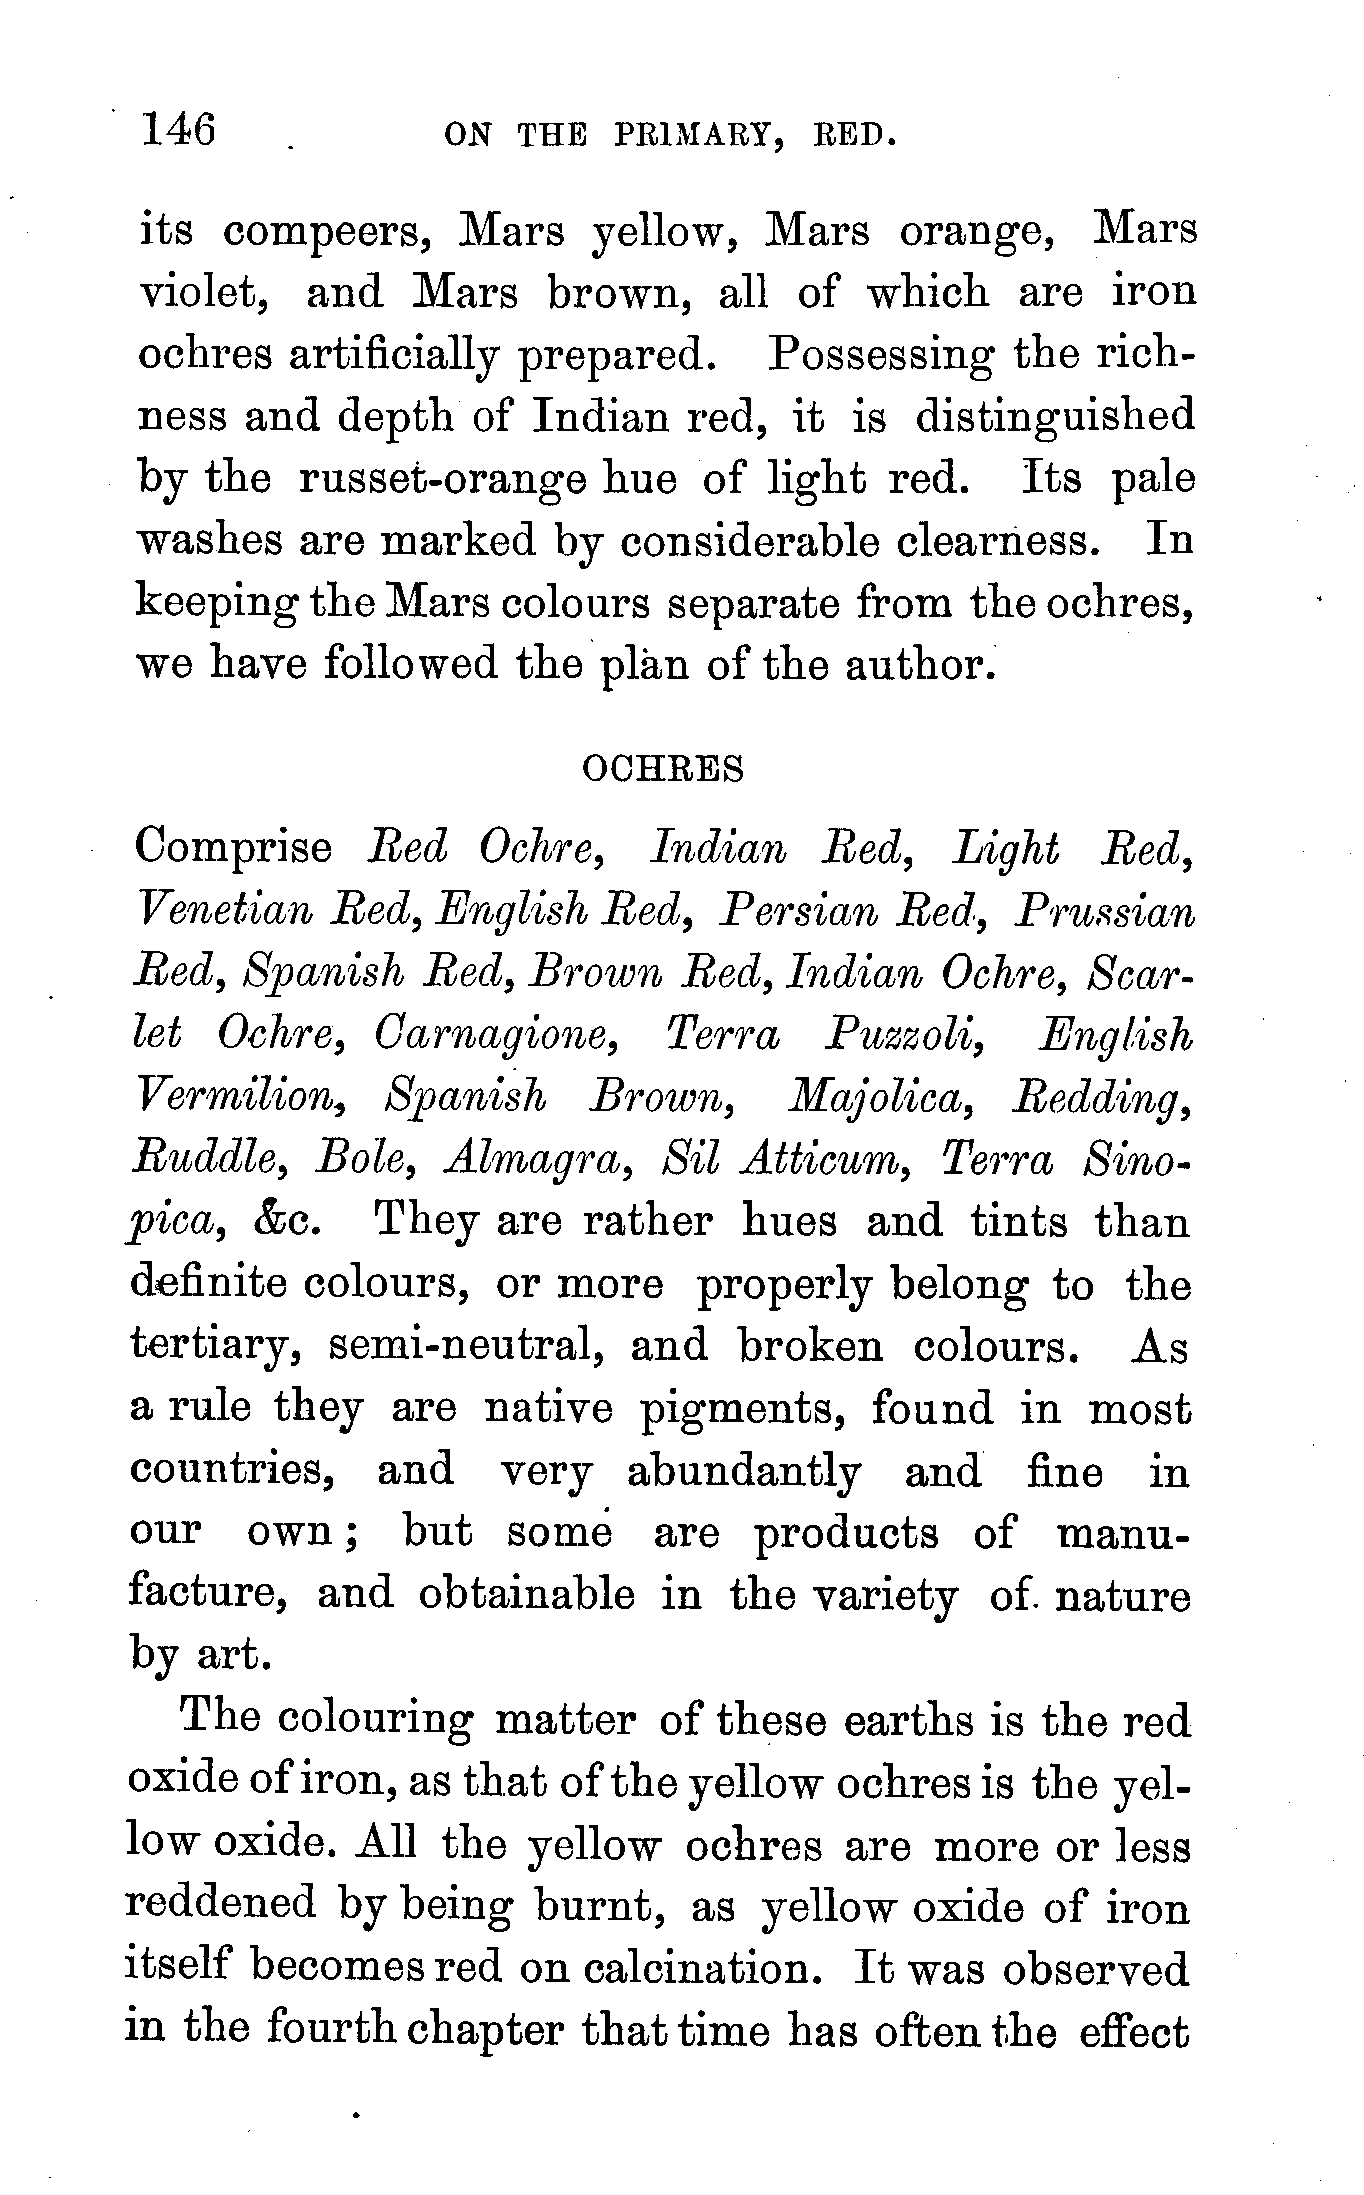 146 ON THE PRIMARY, RED.
its compeers, Mars yellow, Mars orange, Mars
violet, and Mars brown, all of which are iron
ochres artificially prepared. Possessing the rich-
ness and depth of Indian red, it is distinguished
by the russet-orange hue of light red. Its pale
washes are marked by considerable clearness. In
keeping the Mars colours separate from the ochres,
we have followed the plan of the author.
OCHRES
Comprise Red Ochre, Indian Red, Light Red,
Venetian Red, English Red, Persian Red, Prussian
Red, Spanish Red, Brown Red, Indian Ochre, Scar-
let Ochre, Carnagione, Terra Puzzoli, English
Vermilion, Spanish Brown, Majolica, Redding,
Ruddle, Bole, Almagra, Sil Atticum, Terra Sino-
pica, &c. They are rather hues and tints than
definite colours, or more properly belong to the
tertiary, semi-neutral, and broken colours. As
a rule they are native pigments, found in most
countries, and very abundantly and fine in
our own; but some are products of manu-
facture, and obtainable in the variety of nature
by art.
The colouring matter of these earths is the red
oxide of iron, as that of the yellow ochres is the yel-
low oxide. All the yellow ochres are more or less
reddened by being burnt, as yellow oxide of iron
itself becomes red on calcination. It was observed
in the fourth chapter that time has often the effect